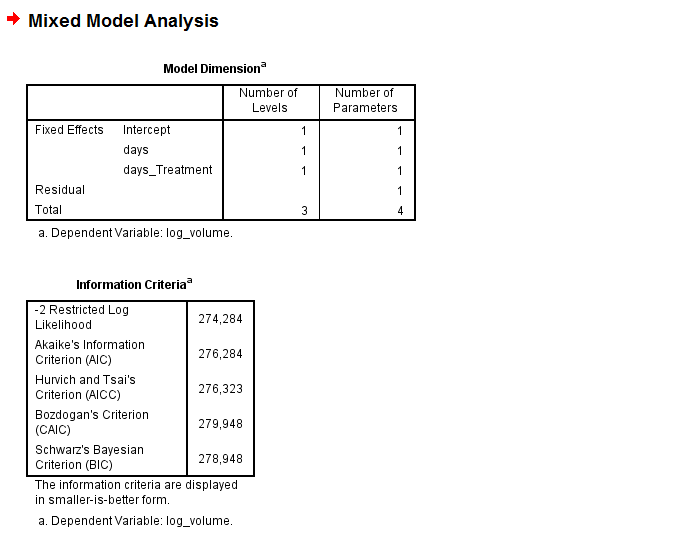 Mixed Model Analysis
Model Dimensionᵃ
Number of Levels Number of Parameters
Fixed Effects Intercept 1 1
days 1 1
days_Treatment 1 1
Residual 1
Total 3 4
a. Dependent Variable: log_volume.
Information Criteriaᵃ
-2 Restricted Log
Likelihood 274,284
Akaike's Information
Criterion (AIC) 276,284
Hurvich and Tsai's
Criterion (AICC) 276,323
Bozdogan's Criterion
(CAIC) 279,948
Schwarz's Bayesian
Criterion (BIC) 278,948
The information criteria are displayed
in smaller-is-better form.
a. Dependent Variable: log_volume.